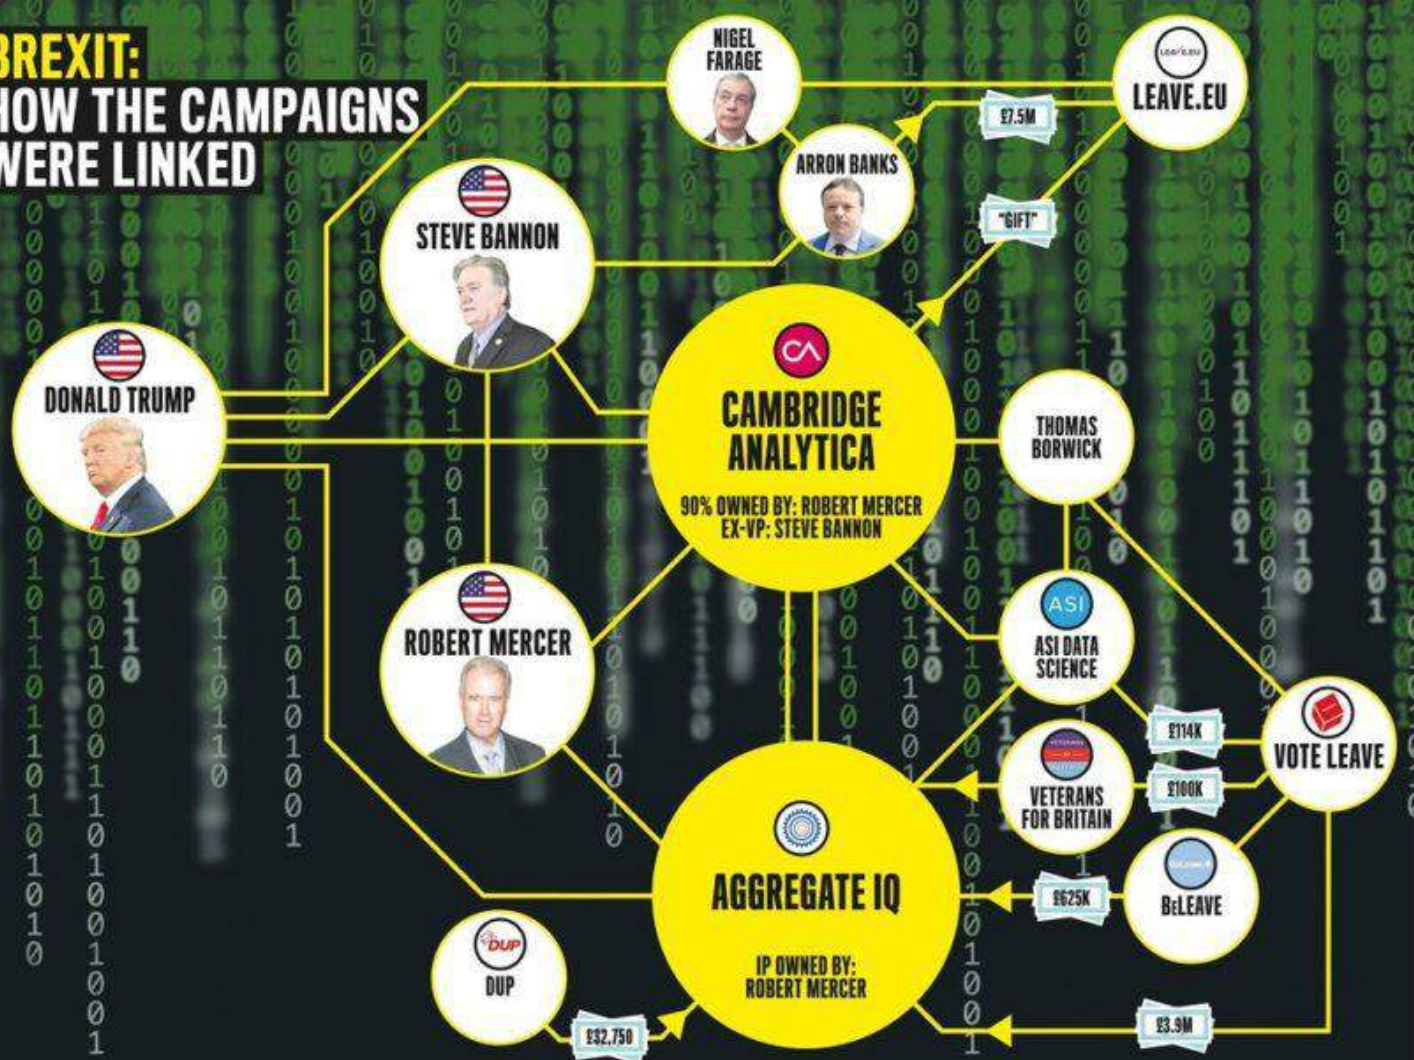 BREXIT:
HOW THE CAMPAIGNS
WERE LINKED
NIGEL
FARAGE
LEAVE.EU
LEAVE.EU
£7.5M
ARRON BANKS
"GIFT"
STEVE BANNON
DONALD TRUMP
CA
CAMBRIDGE
ANALYTICA
90% OWNED BY: ROBERT MERCER
EX-VP: STEVE BANNON
THOMAS
BORWICK
ROBERT MERCER
ASI
ASI DATA
SCIENCE
£114K
VOTE LEAVE
£100K
VETERANS
FOR BRITAIN
AGGREGATE IQ
IP OWNED BY:
ROBERT MERCER
£625K
BeLEAVE
DUP
DUP
£32,750
£3.9M